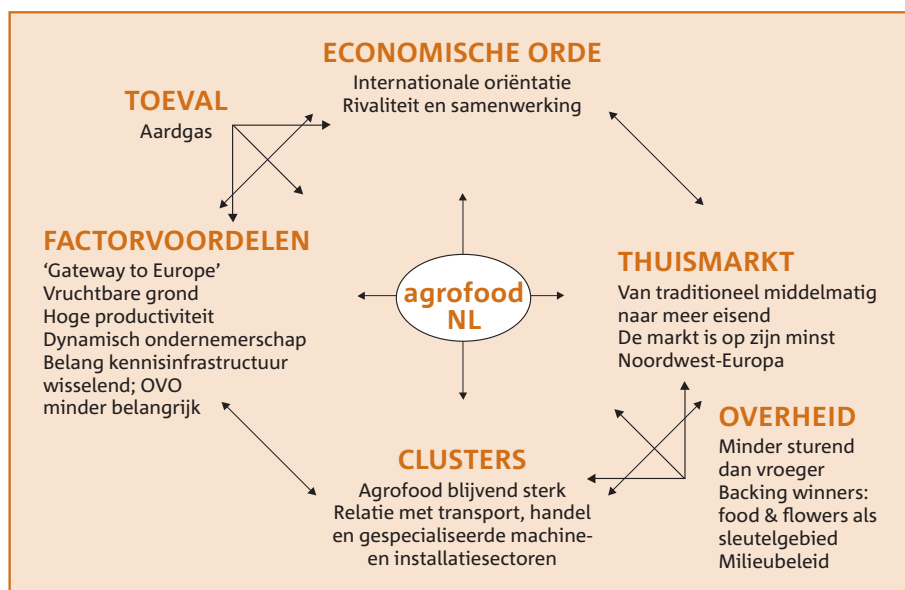 ECONOMISCHE ORDE
Internationale oriëntatie
Rivaliteit en samenwerking
TOEVAL
Aardgas
FACTORVOORDELEN
‘Gateway to Europe’
Vruchtbare grond
Hoge productiviteit
Dynamisch ondernemerschap
Belang kennisinfrastructuur
wisselend; OVO
minder belangrijk
agrofood
NL
THUISMARKT
Van traditioneel middelmatig
naar meer eisend
De markt is op zijn minst
Noordwest-Europa
CLUSTERS
Agrofood blijvend sterk
Relatie met transport, handel
en gespecialiseerde machine-
en installatiesectoren
OVERHEID
Minder sturend
dan vroeger
Backing winners:
food & flowers als
sleutelgebied
Milieubeleid